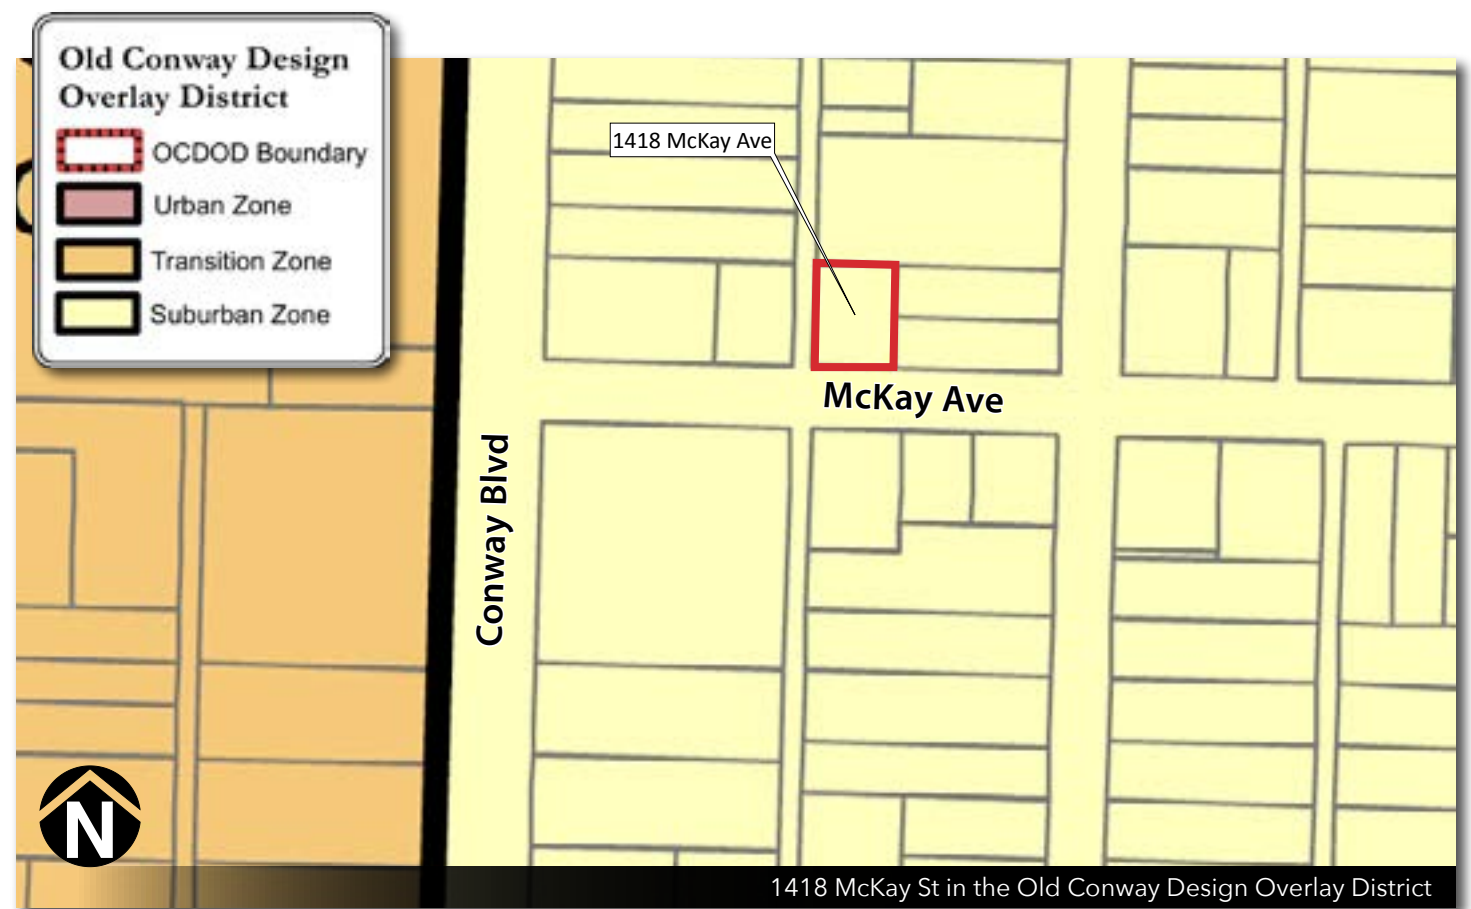 Old Conway Design
Overlay District
OCDOD Boundary
Urban Zone
Transition Zone
Suburban Zone
1418 McKay Ave
McKay Ave
Conway Blvd
N
1418 McKay St in the Old Conway Design Overlay District